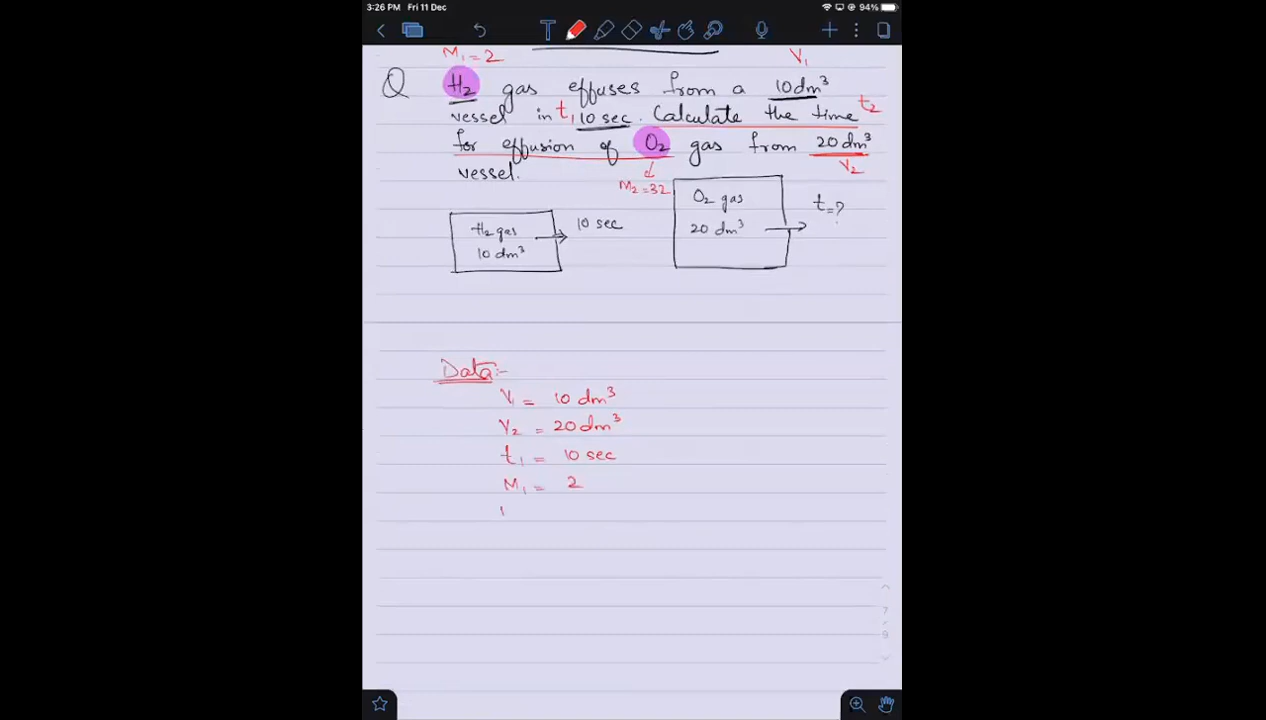 3:26 PM Fri 11 Dec 94%
M₁ = 2 V₁
Q H₂ gas effuses from a 10dm³
vessel in t₁ 10 sec. Calculate the time t₂
for effusion of O₂ gas from 20 dm³
vessel. M₂ = 32 V₂
O₂ gas
20 dm³
t = ?
H₂ gas
10 dm³
10 sec
Data:-
V₁ = 10 dm³
V₂ = 20 dm³
t₁ = 10 sec
M₁ = 2
7
/
9